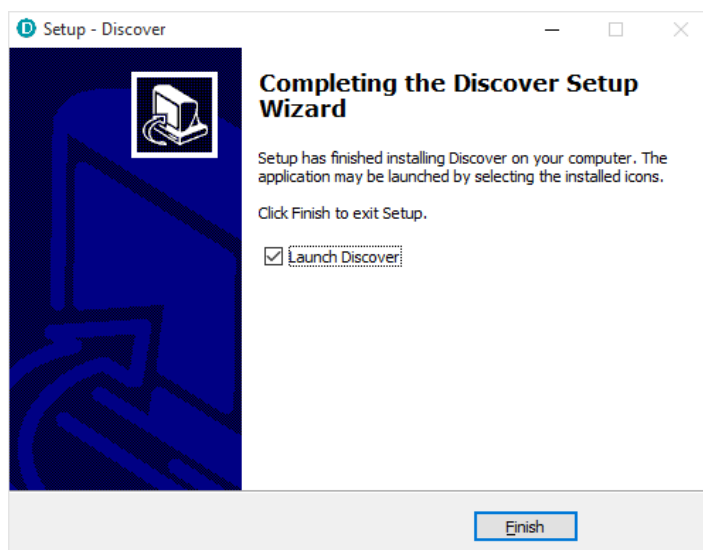 Setup - Discover
Completing the Discover Setup
Wizard
Setup has finished installing Discover on your computer. The
application may be launched by selecting the installed icons.
Click Finish to exit Setup.
Launch Discover
Finish